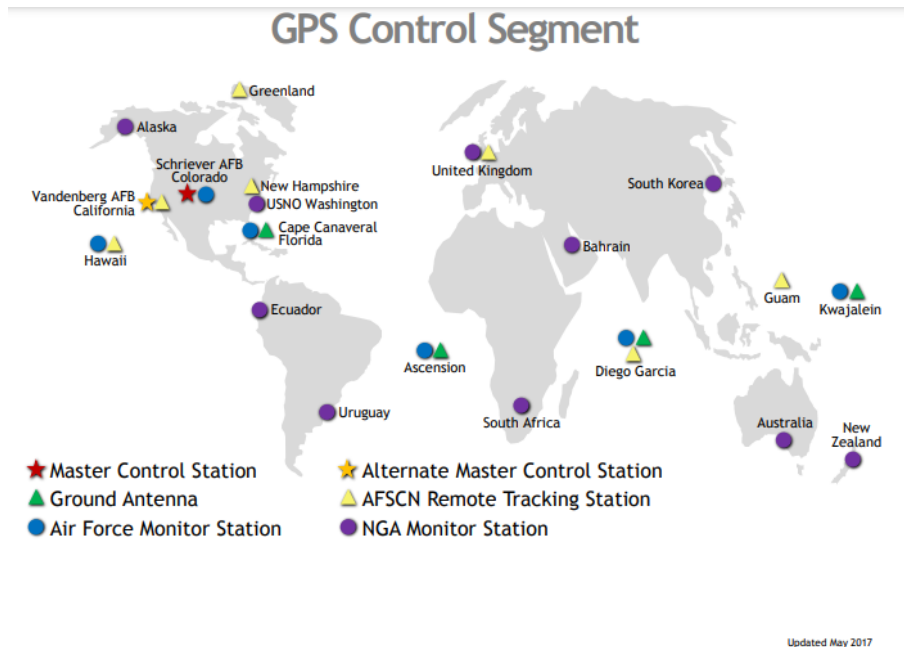 GPS Control Segment
Greenland
Alaska
Schriever AFB
Colorado
Vandenberg AFB
California
New Hampshire
USNO Washington
Cape Canaveral
Florida
Hawaii
United Kingdom
South Korea
Bahrain
Guam
Kwajalein
Ecuador
Ascension
Diego Garcia
Uruguay
South Africa
Australia
New
Zealand
Master Control Station
Alternate Master Control Station
Ground Antenna
AFSCN Remote Tracking Station
Air Force Monitor Station
NGA Monitor Station
Updated May 2017